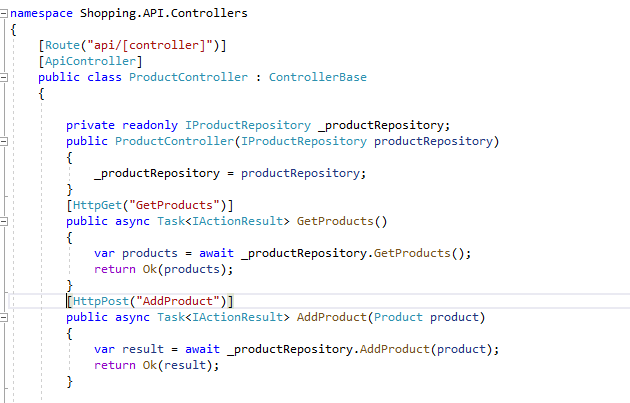 namespace Shopping.API.Controllers
{
[Route("api/[controller]")]
[ApiController]
public class ProductController : ControllerBase
{
private readonly IProductRepository _productRepository;
public ProductController(IProductRepository productRepository)
{
_productRepository = productRepository;
}
[HttpGet("GetProducts")]
public async Task<IActionResult> GetProducts()
{
var products = await _productRepository.GetProducts();
return Ok(products);
}
[HttpPost("AddProduct")]
public async Task<IActionResult> AddProduct(Product product)
{
var result = await _productRepository.AddProduct(product);
return Ok(result);
}